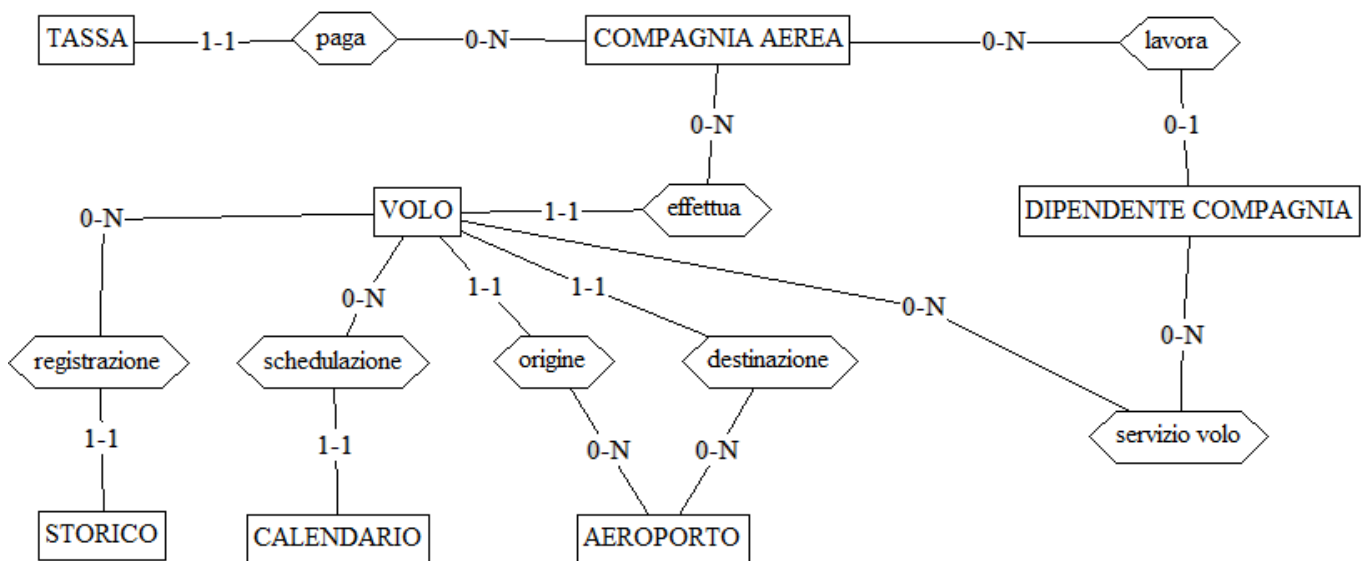 TASSA 1-1 paga 0-N COMPAGNIA AEREA 0-N lavora
0-N 0-1
0-N VOLO 1-1 effettua DIPENDENTE COMPAGNIA
0-N 1-1 1-1 0-N
registrazione schedulazione origine destinazione 0-N
1-1 1-1 0-N 0-N servizio volo
STORICO CALENDARIO AEROPORTO